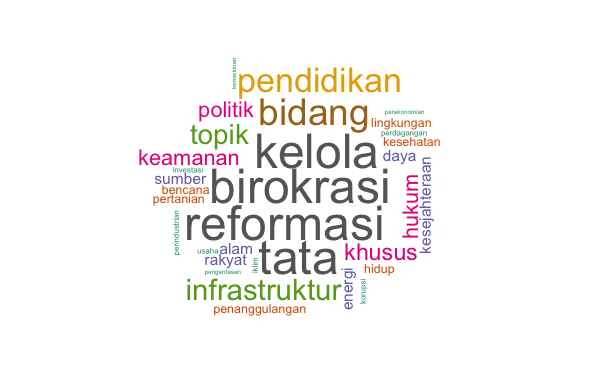 kemiskinan
pendidikan
politik
bidang
perekonomian
lingkungan
topik
perdagangan
kesehatan
keamanan
kelola
daya
investasi
sumber
birokrasi
kesejahteraan
bencana
pertanian
hukum
reformasi
perindustrian
usaha
alam
tata
khusus
rakyat
iklim
hidup
pengentasan
energi
korupsi
infrastruktur
penanggulangan